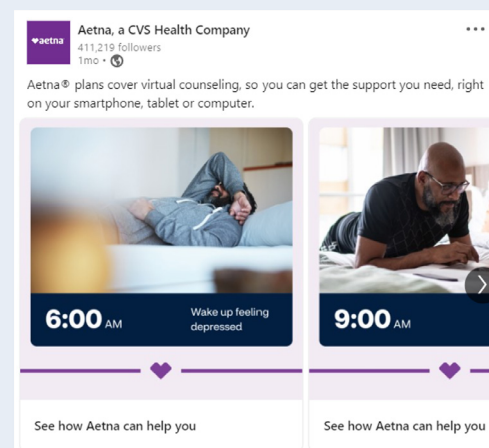 ♥aetna
Aetna, a CVS Health Company
411,219 followers
1mo •
Aetna® plans cover virtual counseling, so you can get the support you need, right
on your smartphone, tablet or computer.
6:00 AM
Wake up feeling
depressed
9:00 AM
See how Aetna can help you
See how Aetna can help you